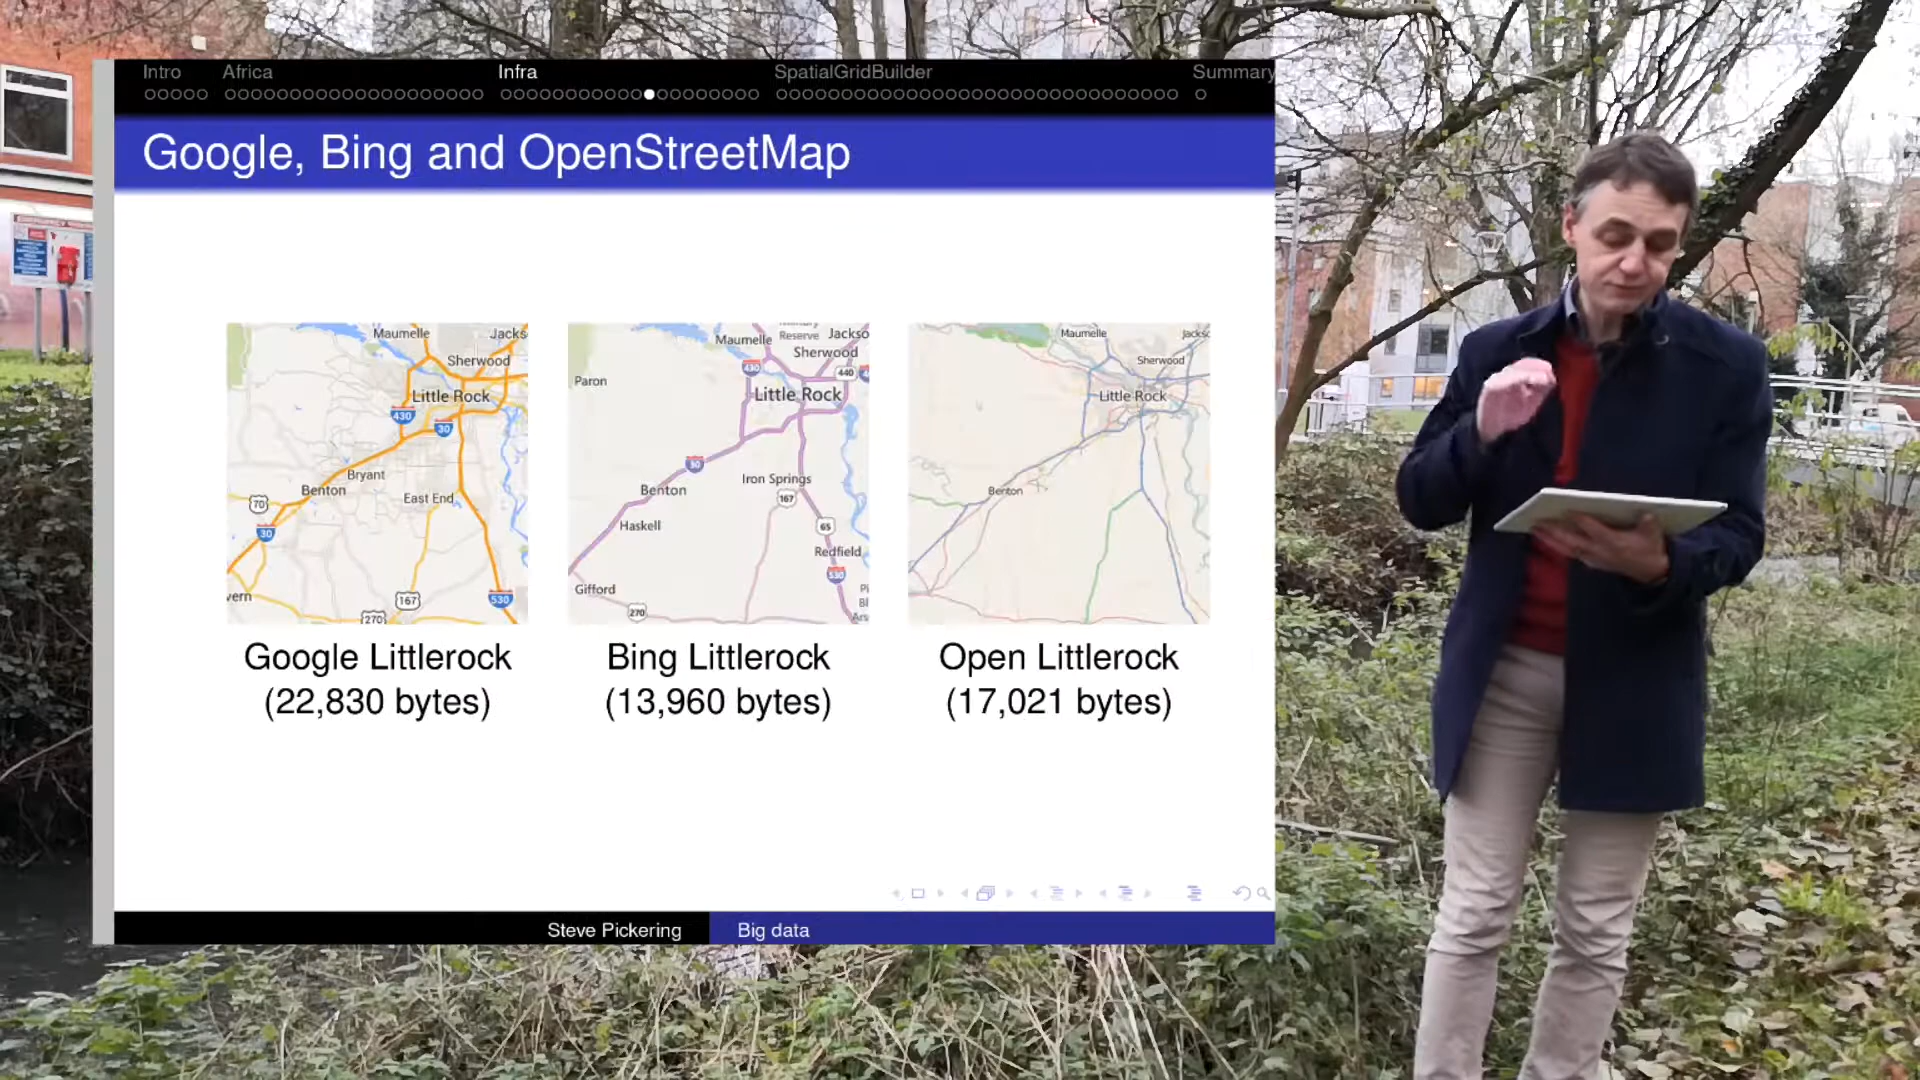 Intro Africa Infra SpatialGridBuilder Summary
Google, Bing and OpenStreetMap
Maumelle Jacks
Sherwood
Little Rock
430
30
Bryant
Benton
East End
70
30
vern
167
530
270
Google Littlerock
(22,830 bytes)
Maumelle Reserve Jackso
Sherwood
430
440
Paron
Little Rock
30
Iron Springs
Benton
167
Haskell
65
Redfield
530
Gifford
270
Bing Littlerock
(13,960 bytes)
Maumelle Jacks
Sherwood
Little Rock
Benton
Open Littlerock
(17,021 bytes)
Steve Pickering Big data